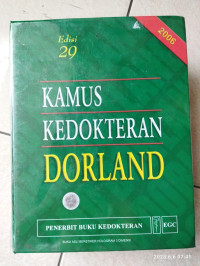 Edisi
29
2006
KAMUS
KEDOKTERAN
DORLAND
PENERBIT BUKU KEDOKTERAN
EGC